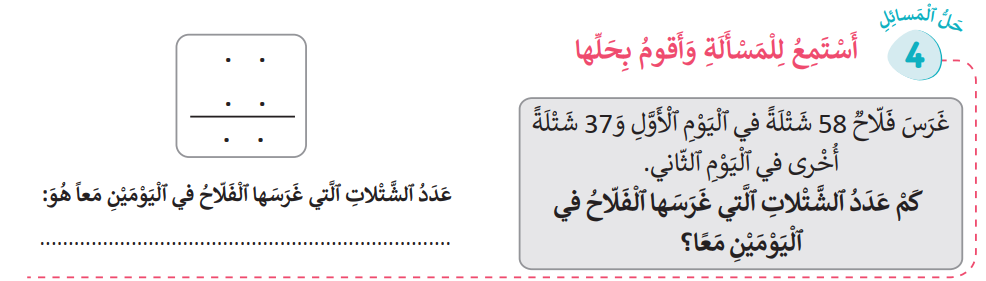 حَلُّ ٱلْمَسائِلِ
4
أَسْتَمِعُ لِلْمَسْأَلَةِ وَأَقومُ بِحَلِّها
غَرَسَ فَلّاحٌ 58 شَتْلَةً في ٱلْيَوْمِ ٱلْأَوَّلِ وَ37 شَتْلَةً
أُخْرى في ٱلْيَوْمِ ٱلثّاني.
كَمْ عَدَدُ ٱلشَّتْلاتِ ٱلَّتي غَرَسَها ٱلْفَلّاحُ في
ٱلْيَوْمَيْنِ مَعًا؟
. .
. .
. .
عَدَدُ ٱلشَّتْلاتِ ٱلَّتي غَرَسَها ٱلْفَلّاحُ في ٱلْيَوْمَيْنِ مَعاً هُوَ:
......................................................................